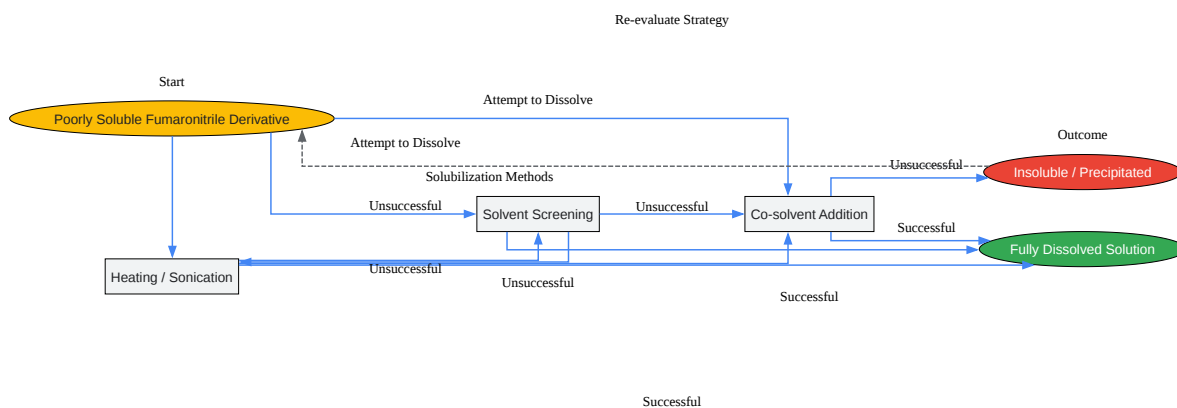 Re-evaluate Strategy
Start
Attempt to Dissolve
Poorly Soluble Fumaronitrile Derivative
Attempt to Dissolve
Outcome
Unsuccessful
Insoluble / Precipitated
Solubilization Methods
Unsuccessful
Solvent Screening
Unsuccessful
Co-solvent Addition
Successful
Fully Dissolved Solution
Heating / Sonication
Unsuccessful
Unsuccessful
Successful
Successful